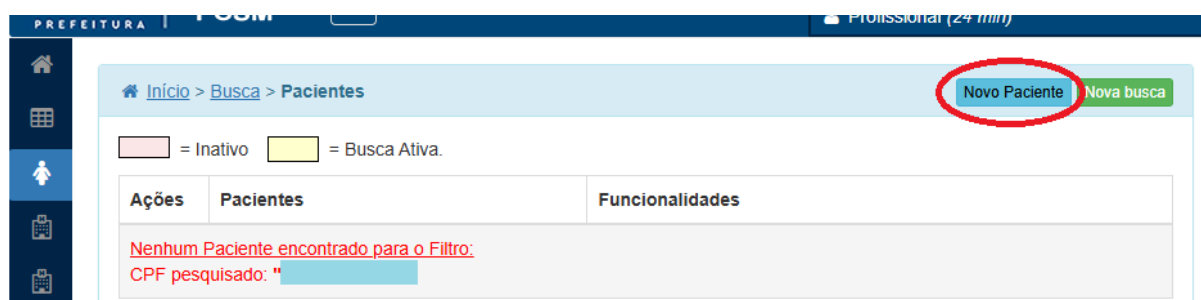 PREFEITURA
Profissional (24 min)
Início > Busca > Pacientes
Novo Paciente
Nova busca
= Inativo = Busca Ativa.
Ações Pacientes Funcionalidades
Nenhum Paciente encontrado para o Filtro:
CPF pesquisado: "